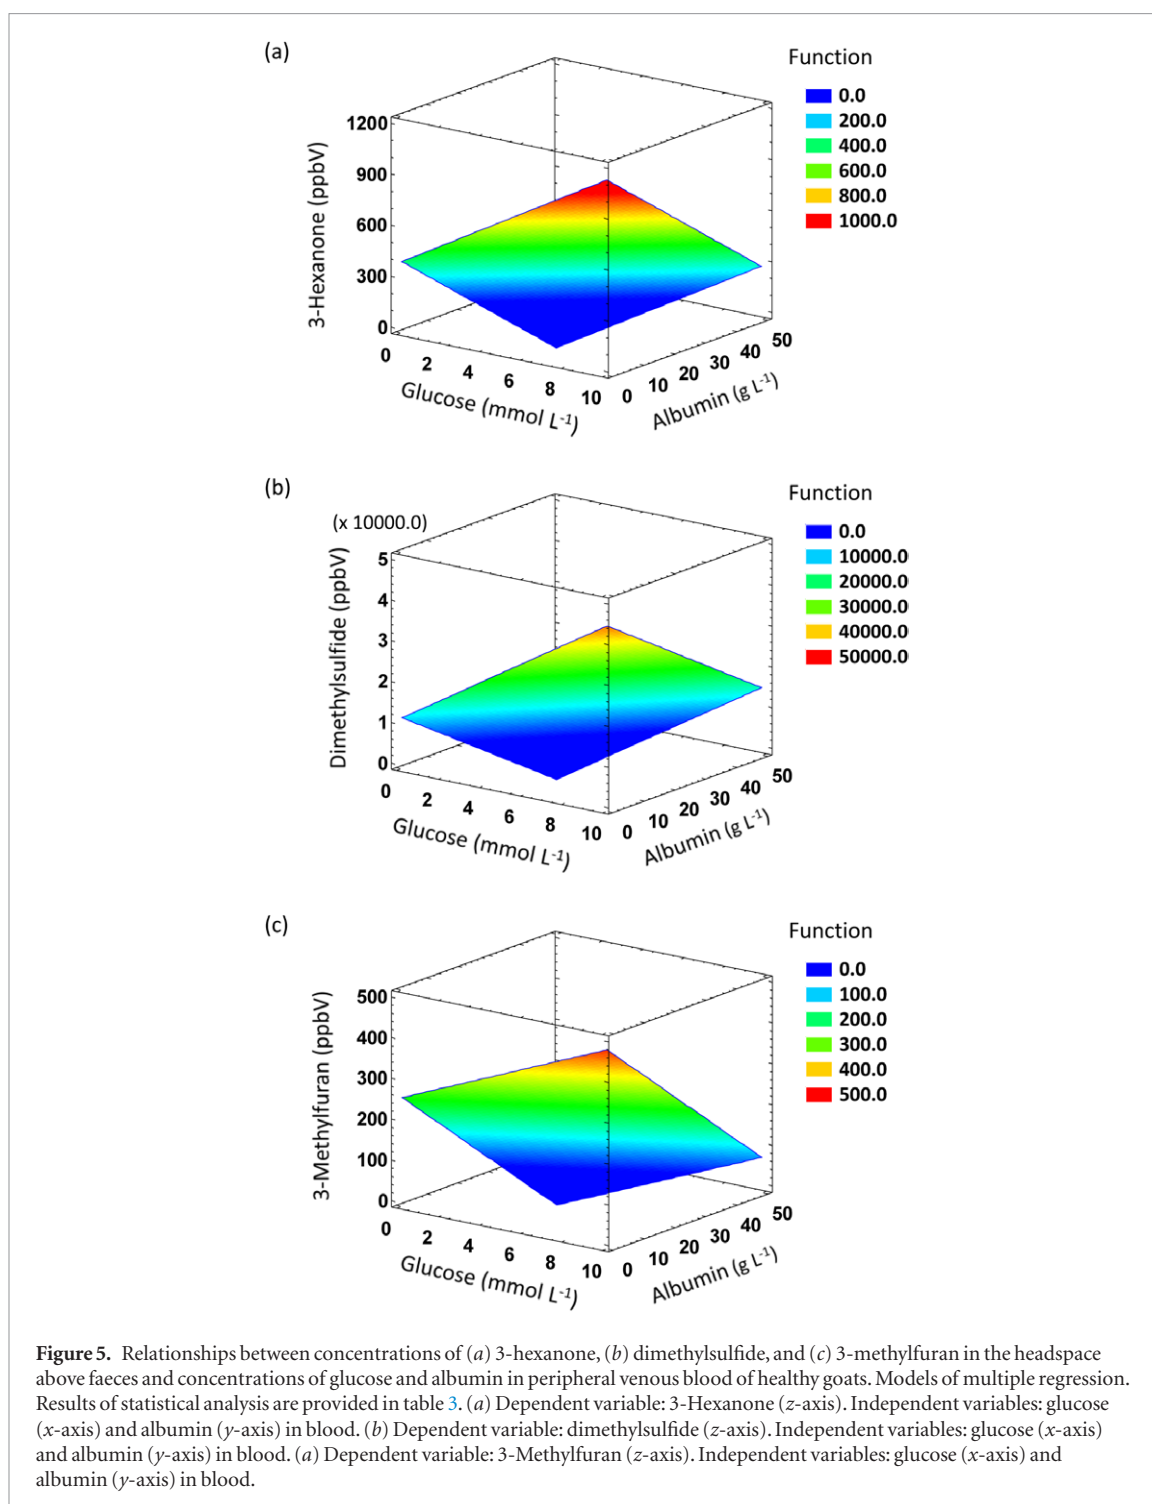 (a)
Function
0.0
200.0
400.0
600.0
800.0
1000.0
3-Hexanone (ppbV)
1200
900
600
300
0
0 2 4 6 8 10
Glucose (mmol L⁻¹)
0 10 20 30 40 50
Albumin (g L⁻¹)
(b)
Function
0.0
10000.0
20000.0
30000.0
40000.0
50000.0
(x 10000.0)
Dimethylsulfide (ppbV)
5
4
3
2
1
0
0 2 4 6 8 10
Glucose (mmol L⁻¹)
0 10 20 30 40 50
Albumin (g L⁻¹)
(c)
Function
0.0
100.0
200.0
300.0
400.0
500.0
3-Methylfuran (ppbV)
500
400
300
200
100
0
0 2 4 6 8 10
Glucose (mmol L⁻¹)
0 10 20 30 40 50
Albumin (g L⁻¹)
Figure 5. Relationships between concentrations of (a) 3-hexanone, (b) dimethylsulfide, and (c) 3-methylfuran in the headspace
above faeces and concentrations of glucose and albumin in peripheral venous blood of healthy goats. Models of multiple regression.
Results of statistical analysis are provided in table 3. (a) Dependent variable: 3-Hexanone (z-axis). Independent variables: glucose
(x-axis) and albumin (y-axis) in blood. (b) Dependent variable: dimethylsulfide (z-axis). Independent variables: glucose (x-axis)
and albumin (y-axis) in blood. (a) Dependent variable: 3-Methylfuran (z-axis). Independent variables: glucose (x-axis) and
albumin (y-axis) in blood.